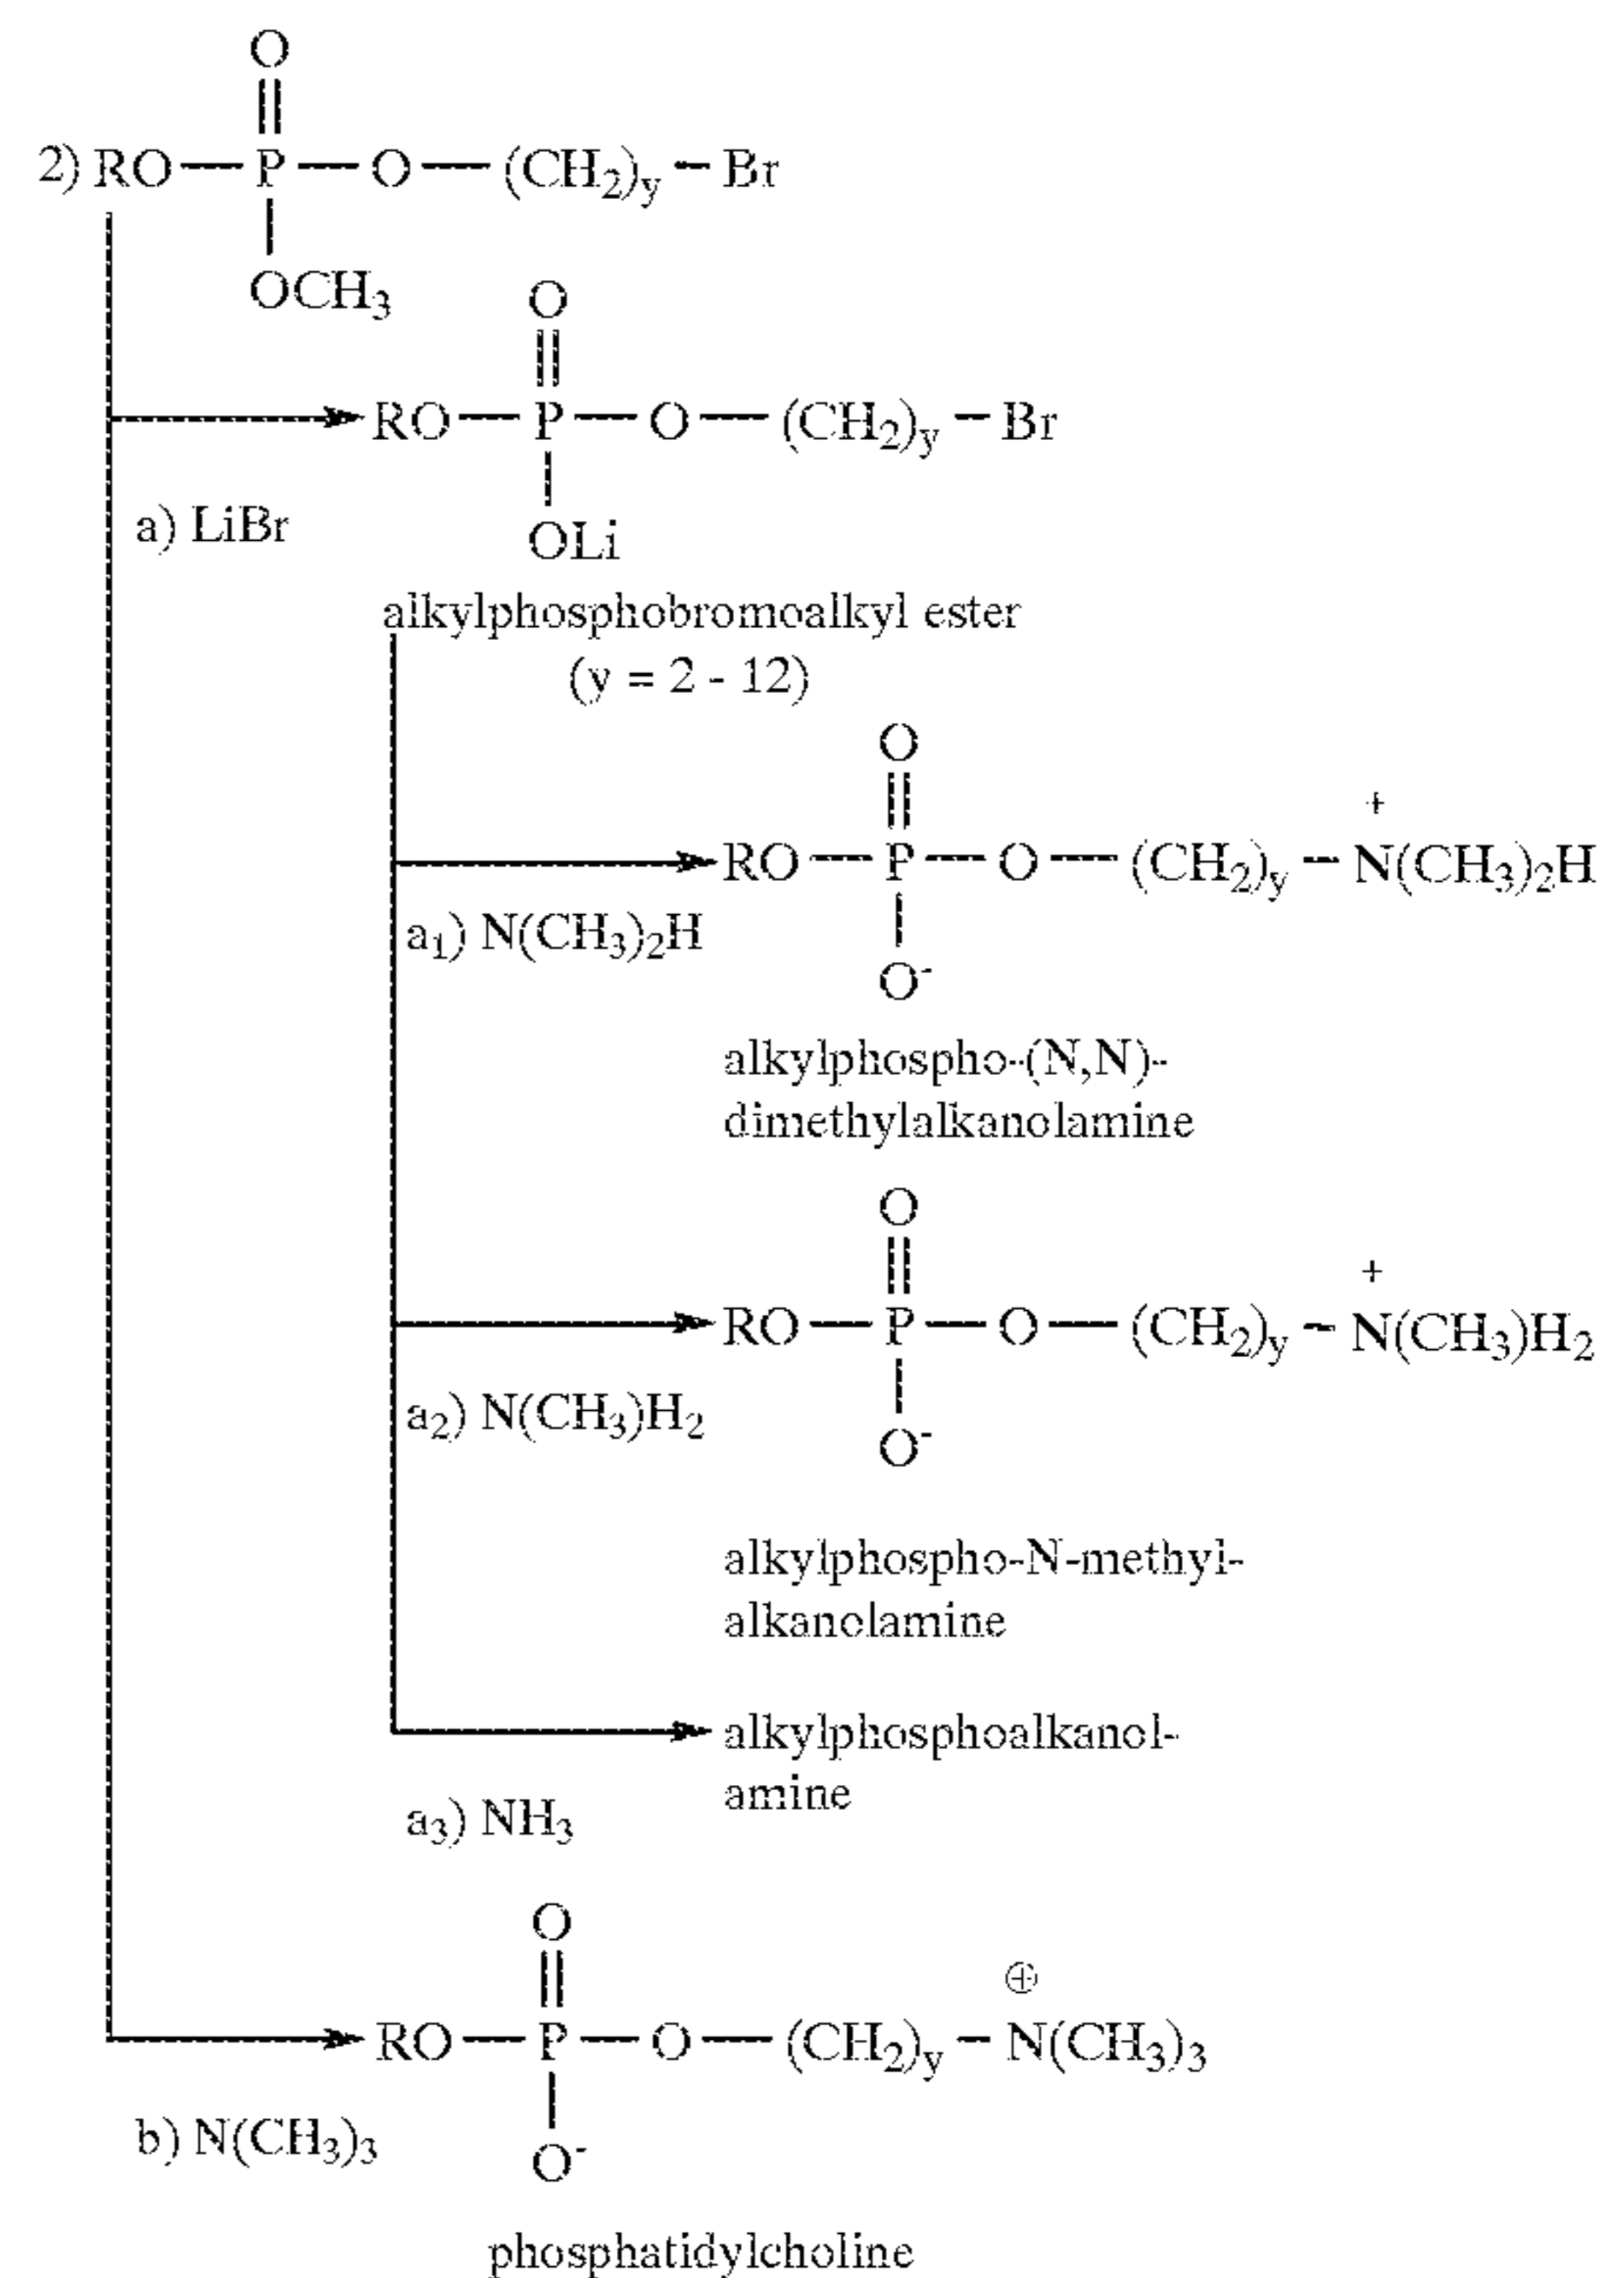 O
2) RO — P — O — (CH2)y – Br
OCH3
O
RO — P — O — (CH2)y – Br
a) LiBr
OLi
alkylphosphobromoalkyl ester
(y = 2 - 12)
O
+
RO — P — O — (CH2)y – N(CH3)2H
a1) N(CH3)2H
O-
alkylphospho-(N,N)-
dimethylalkanolamine
O
+
RO — P — O — (CH2)y – N(CH3)H2
a2) N(CH3)H2
O-
alkylphospho-N-methyl-
alkanolamine
alkylphosphoalkanol-
amine
a3) NH3
O
⊕
RO — P — O — (CH2)y – N(CH3)3
b) N(CH3)3
O-
phosphatidylcholine